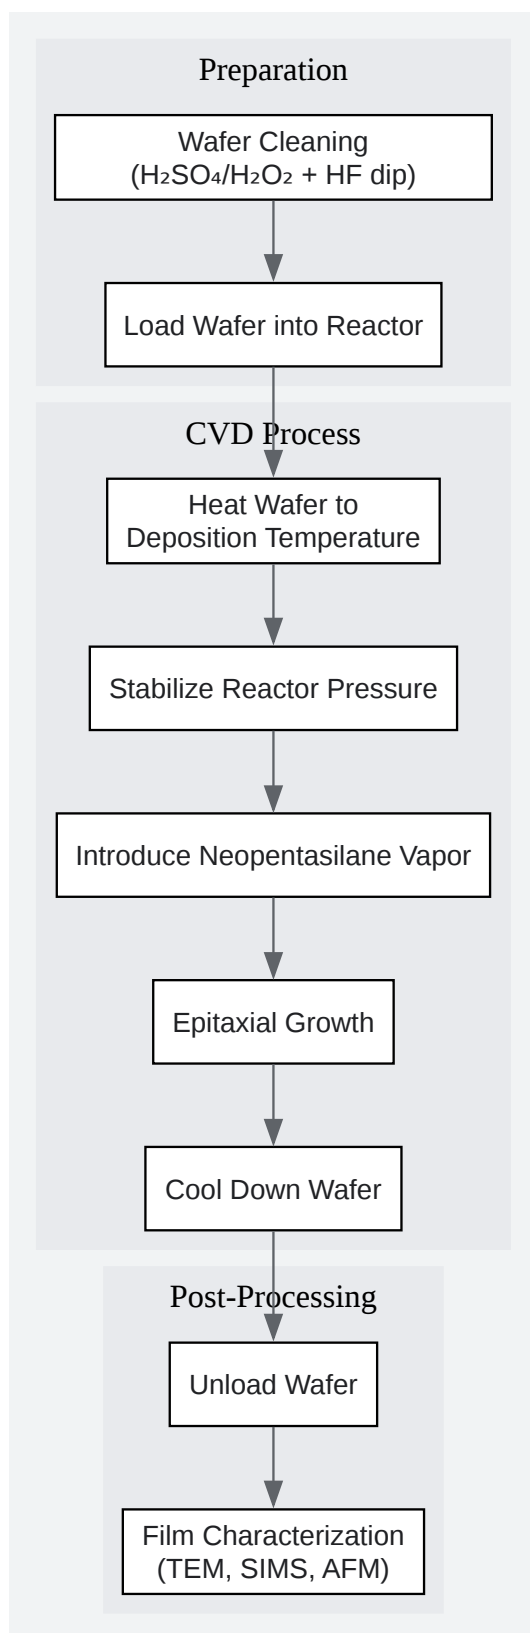 Preparation
Wafer Cleaning
(H₂SO₄/H₂O₂ + HF dip)
Load Wafer into Reactor
CVD Process
Heat Wafer to
Deposition Temperature
Stabilize Reactor Pressure
Introduce Neopentasilane Vapor
Epitaxial Growth
Cool Down Wafer
Post-Processing
Unload Wafer
Film Characterization
(TEM, SIMS, AFM)